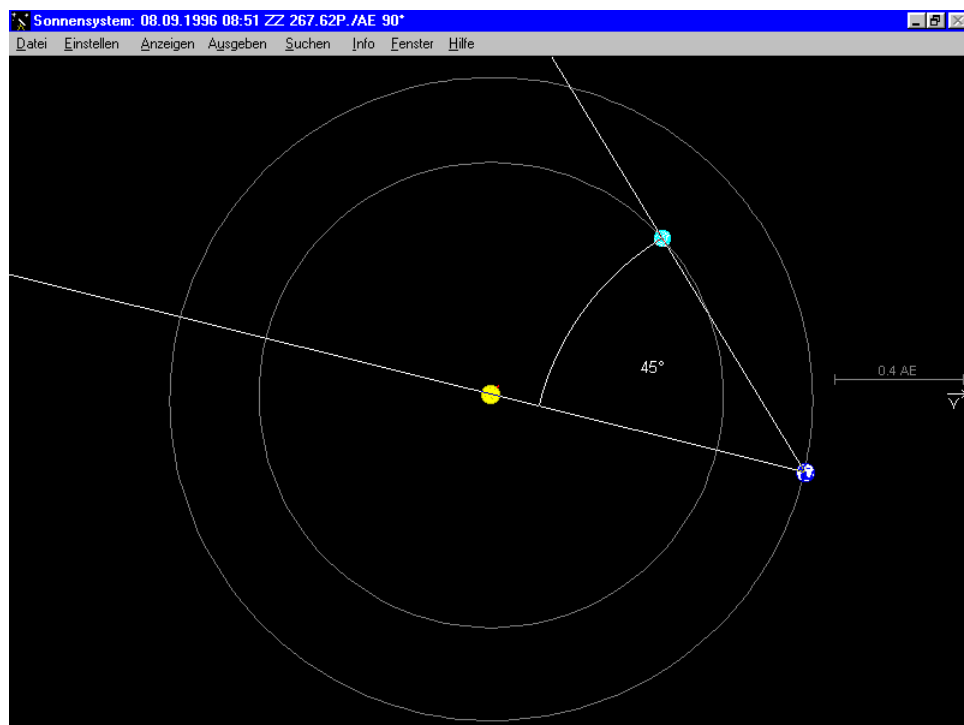 Sonnensystem: 08.09.1996 08:51 ZZ 267.62P./AE 90°
Datei Einstellen Anzeigen Ausgeben Suchen Info Fenster Hilfe
45°
0.4 AE